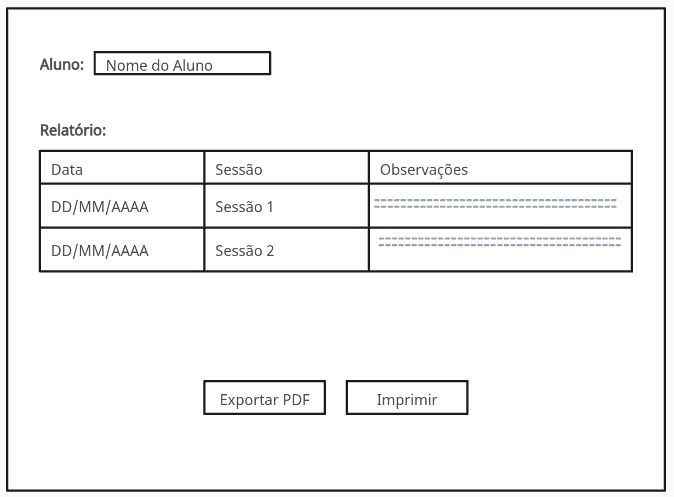 Aluno: Nome do Aluno
Relatório:
Data Sessão Observações
DD/MM/AAAA Sessão 1
DD/MM/AAAA Sessão 2
Exportar PDF Imprimir